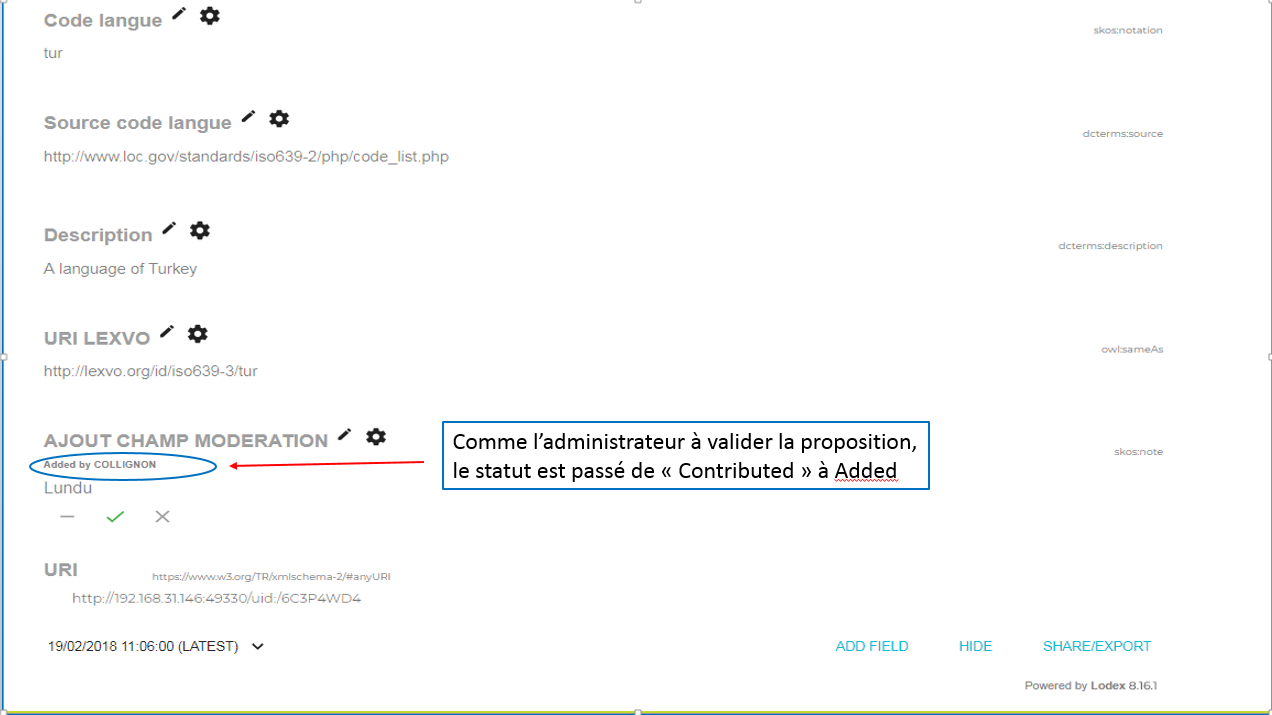 Code langue
skos:notation
tur
Source code langue
dcterms:source
http://www.loc.gov/standards/iso639-2/php/code_list.php
Description
dcterms:description
A language of Turkey
URI LEXVO
owl:sameAs
http://lexvo.org/id/iso639-3/tur
AJOUT CHAMP MODERATION
skos:note
Added by COLLIGNON
Lundu
Comme l’administrateur à valider la proposition,
le statut est passé de « Contributed » à Added
URI
https://www.w3.org/TR/xmlschema-2/#anyURI
http://192.168.31.146:49330/uid:/6C3P4WD4
19/02/2018 11:06:00 (LATEST)
ADD FIELD
HIDE
SHARE/EXPORT
Powered by Lodex 8.16.1